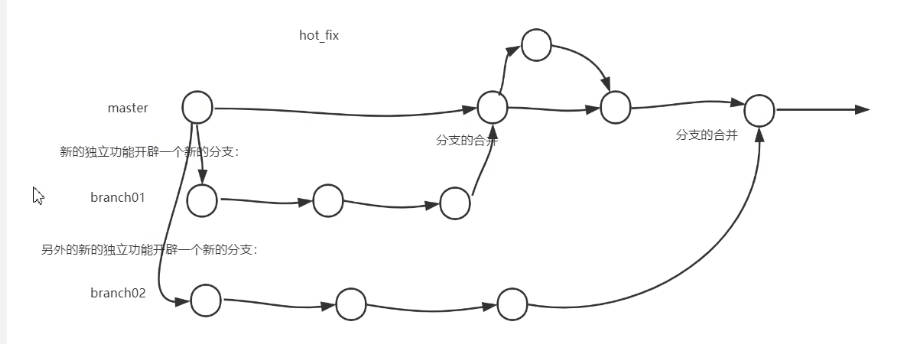 hot_fix
master
分支的合并
分支的合并
新的独立功能开辟一个新的分支：
branch01
另外的新的独立功能开辟一个新的分支：
branch02